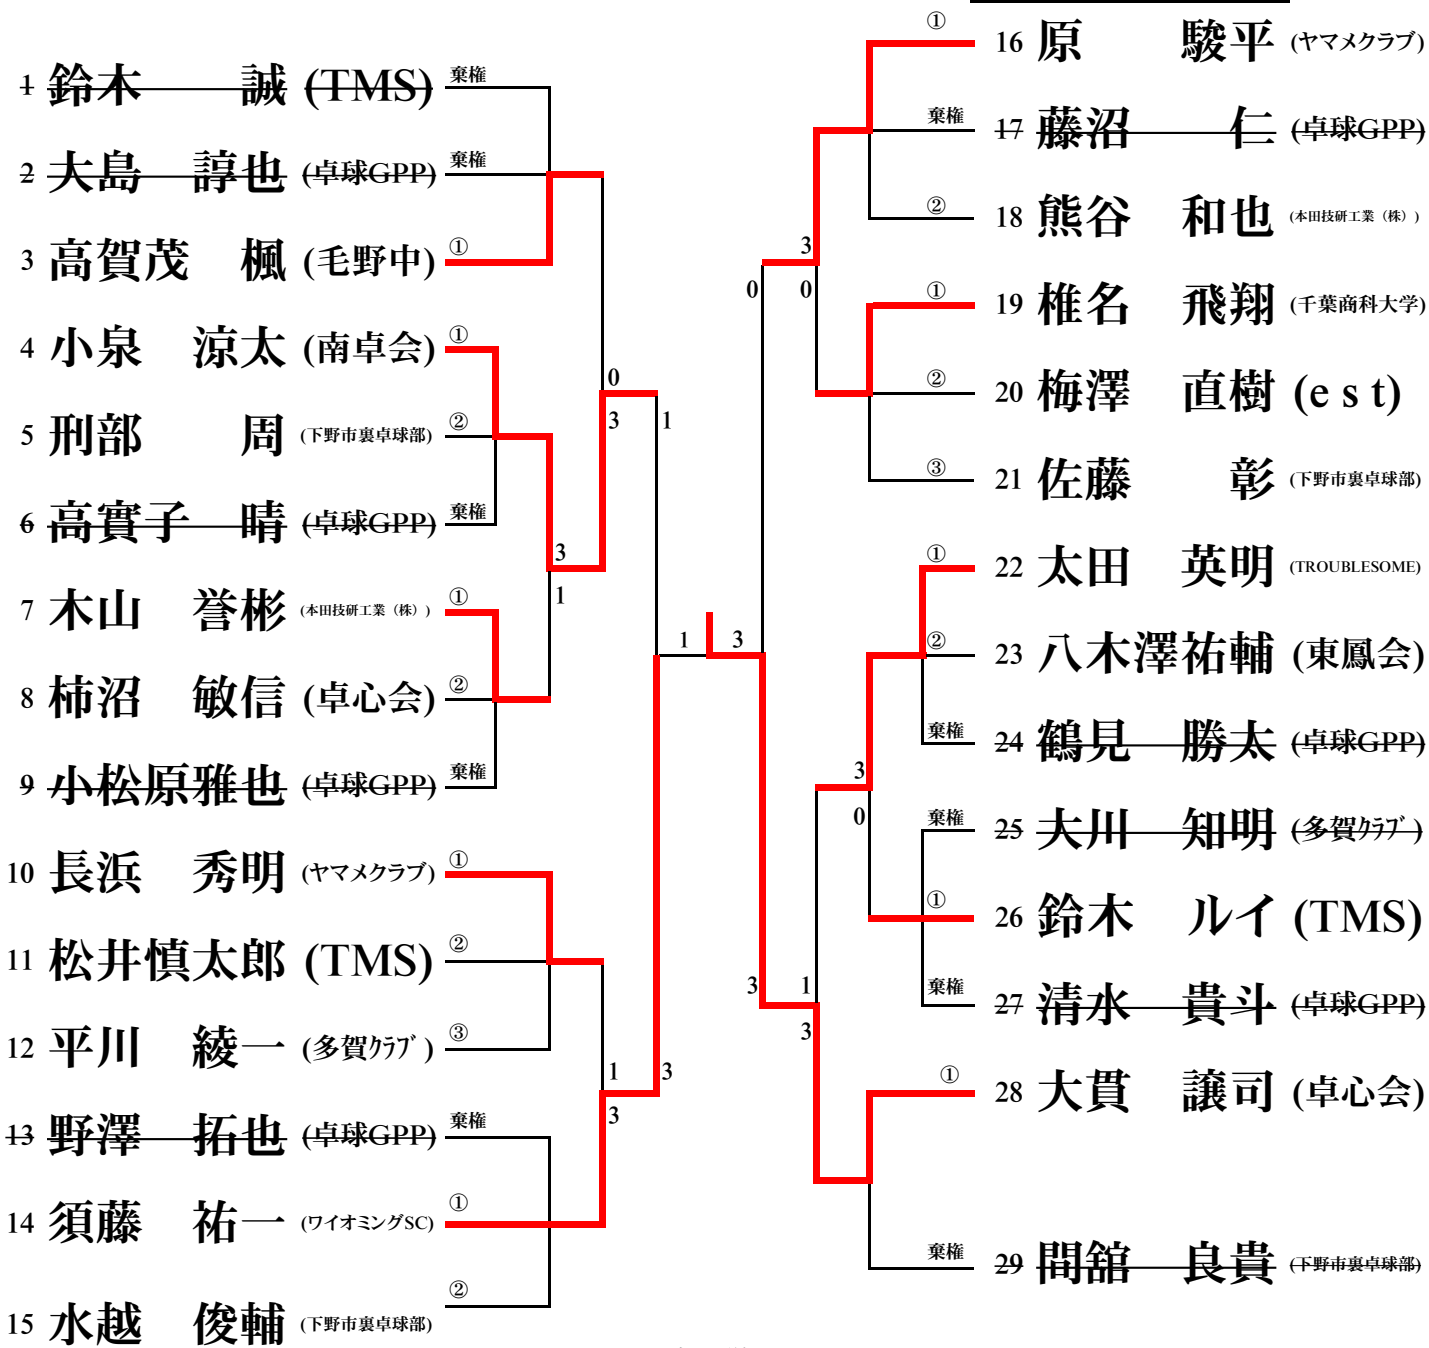 1 鈴木 誠 (TMS) 棄権
2 大島 諄也 (卓球GPP) 棄権
3 高賀茂 楓 (毛野中) ①
4 小泉 涼太 (南卓会) ①
5 刑部 周 (下野市裏卓球部) ②
6 高實子 晴 (卓球GPP) 棄権
7 木山 誉彬 (本田技研工業（株）) ①
8 柿沼 敏信 (卓心会) ②
9 小松原雅也 (卓球GPP) 棄権
10 長浜 秀明 (ヤマメクラブ) ①
11 松井慎太郎 (TMS) ②
12 平川 綾一 (多賀ｸﾗﾌﾞ) ③
13 野澤 拓也 (卓球GPP) 棄権
14 須藤 祐一 (ワイオミングSC) ①
15 水越 俊輔 (下野市裏卓球部) ②
3
1
0
3
1
3
1
3
1
3
0
3
3
0
3
0
1
3
① 16 原 駿平 (ヤマメクラブ)
棄権 17 藤沼 仁 (卓球GPP)
② 18 熊谷 和也 (本田技研工業（株）)
① 19 椎名 飛翔 (千葉商科大学)
② 20 梅澤 直樹 (e s t)
③ 21 佐藤 彰 (下野市裏卓球部)
① 22 太田 英明 (TROUBLESOME)
② 23 八木澤祐輔 (東鳳会)
棄権 24 鶴見 勝太 (卓球GPP)
棄権 25 大川 知明 (多賀ｸﾗﾌﾞ)
① 26 鈴木 ルイ (TMS)
棄権 27 清水 貴斗 (卓球GPP)
① 28 大貫 譲司 (卓心会)
棄権 29 間舘 良貴 (下野市裏卓球部)